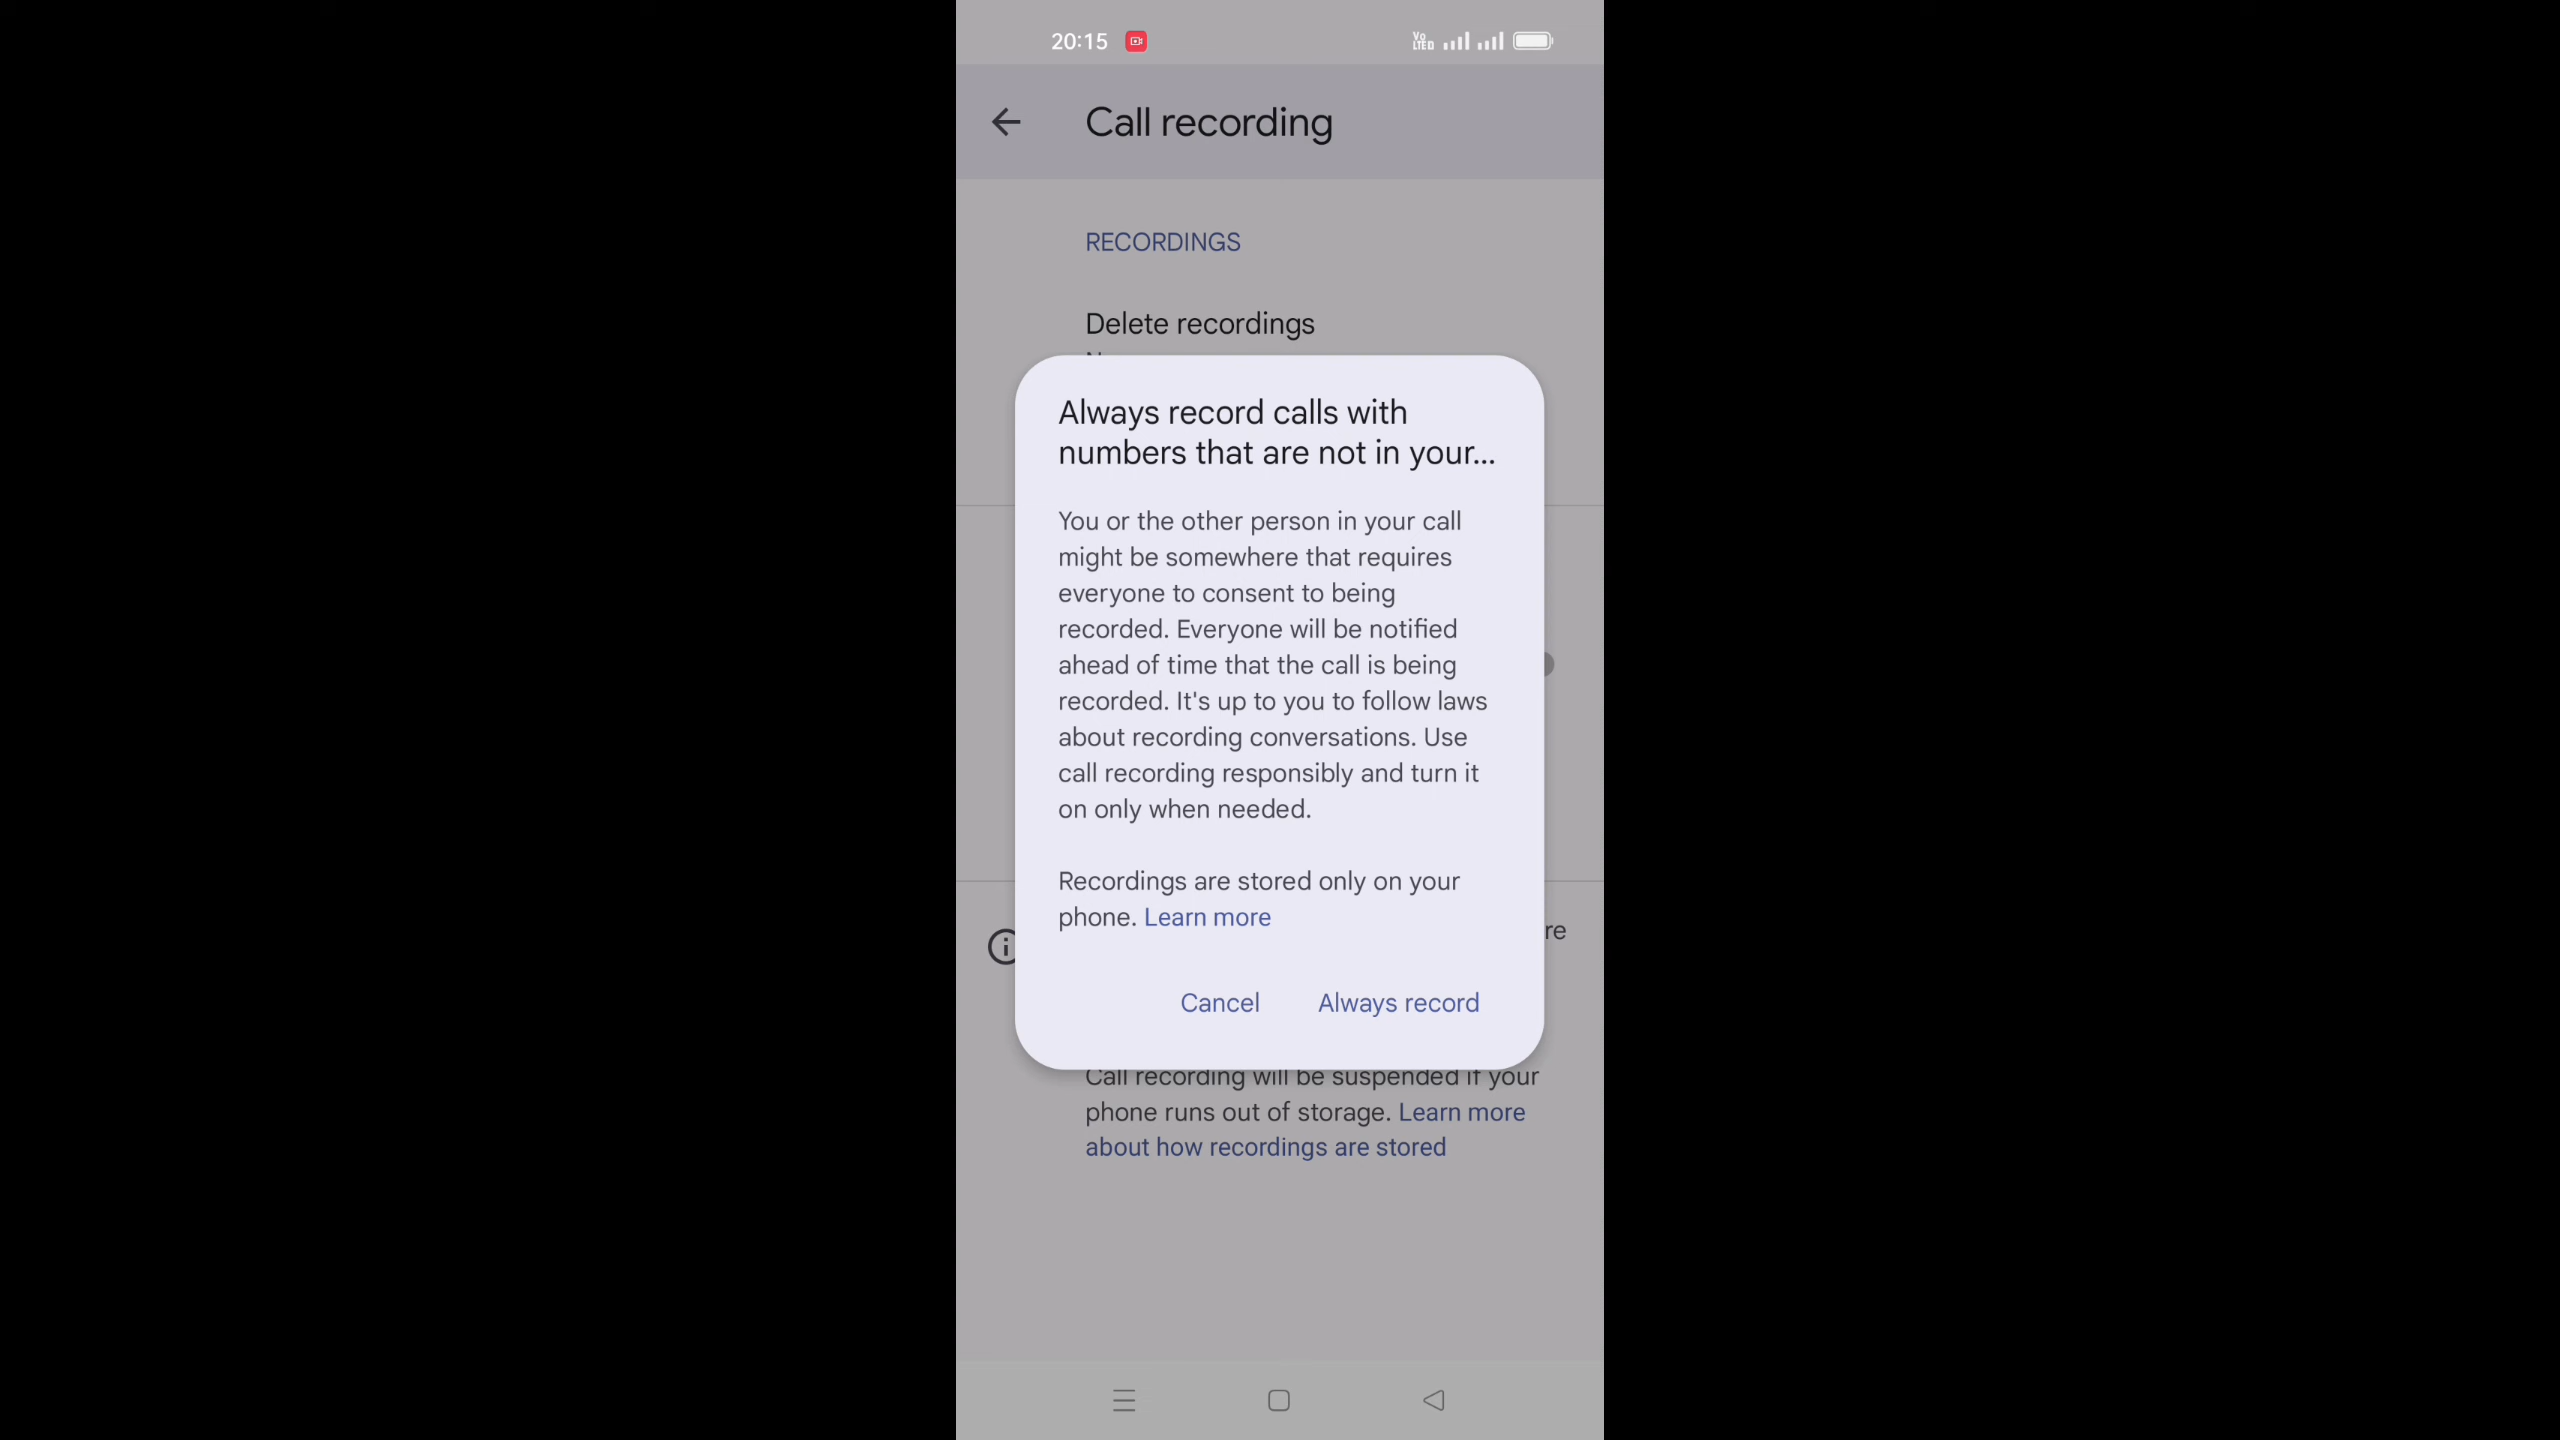 20:15
Vo
LTED
Call recording
RECORDINGS
Delete recordings
Always record calls with
numbers that are not in your...
You or the other person in your call
might be somewhere that requires
everyone to consent to being
recorded. Everyone will be notified
ahead of time that the call is being
recorded. It's up to you to follow laws
about recording conversations. Use
call recording responsibly and turn it
on only when needed.
Recordings are stored only on your
phone. Learn more
re
Cancel Always record
Call recording will be suspended if your
phone runs out of storage. Learn more
about how recordings are stored